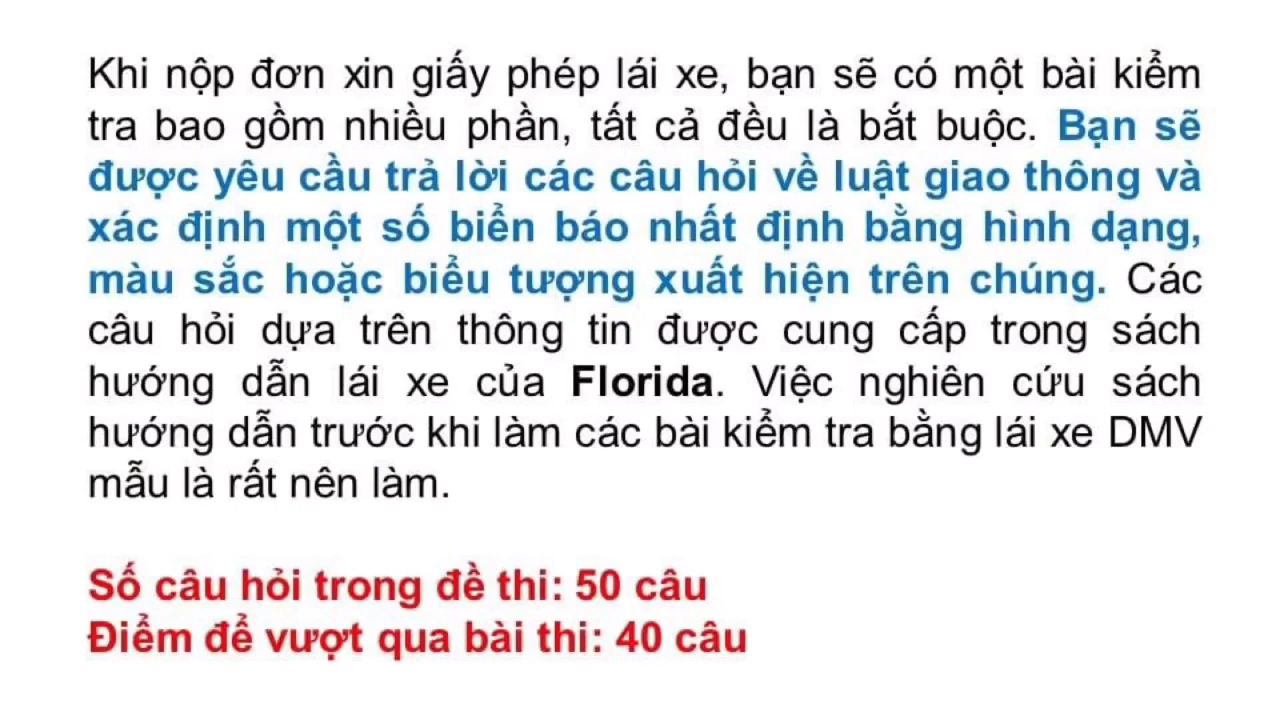 Khi nộp đơn xin giấy phép lái xe, bạn sẽ có một bài kiểm
tra bao gồm nhiều phần, tất cả đều là bắt buộc. Bạn sẽ
được yêu cầu trả lời các câu hỏi về luật giao thông và
xác định một số biển báo nhất định bằng hình dạng,
màu sắc hoặc biểu tượng xuất hiện trên chúng. Các
câu hỏi dựa trên thông tin được cung cấp trong sách
hướng dẫn lái xe của Florida. Việc nghiên cứu sách
hướng dẫn trước khi làm các bài kiểm tra bằng lái xe DMV
mẫu là rất nên làm.
Số câu hỏi trong đề thi: 50 câu
Điểm để vượt qua bài thi: 40 câu